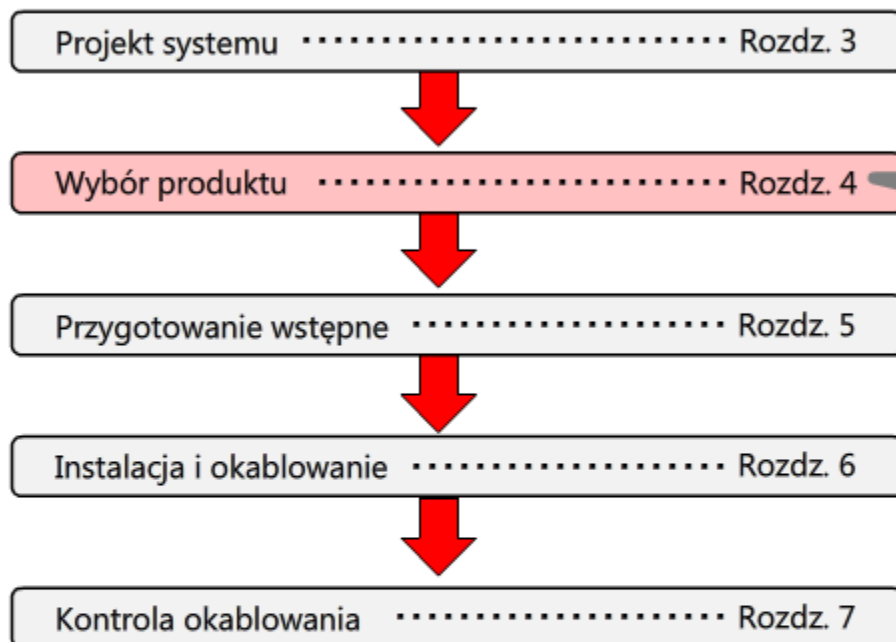 Projekt systemu ............................ Rozdz. 3
Wybór produktu ........................... Rozdz. 4
Przygotowanie wstępne ..................... Rozdz. 5
Instalacja i okablowanie ..................... Rozdz. 6
Kontrola okablowania ...................... Rozdz. 7